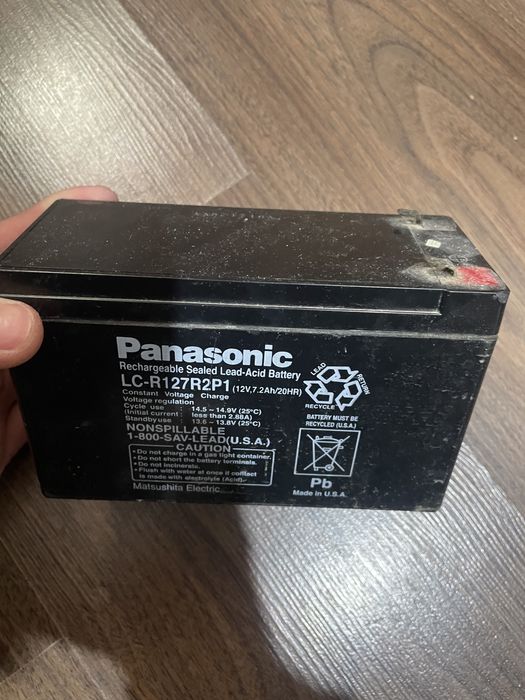 Panasonic
Rechargeable Sealed Lead-Acid Battery
LC-R127R2P1 (12V,7.2Ah/20HR)
Constant Voltage Charge
Voltage regulation
Cycle use : 14.5 ~ 14.9V (25°C)
(Initial current : less than 2.88A)
Standby use : 13.6 ~ 13.8V (25°C)
NONSPILLABLE
1-800-SAV-LEAD(U.S.A.)
CAUTION
• Do not charge in a gas tight container.
• Do not short the battery terminals.
• Do not incinerate.
• Flush with water at once if contact
is made with electrolyte (Acid).
Matsushita Electric
LEAD
RETURN
RECYCLE
BATTERY MUST BE
RECYCLED (U.S.A.)
Pb
Made in U.S.A.